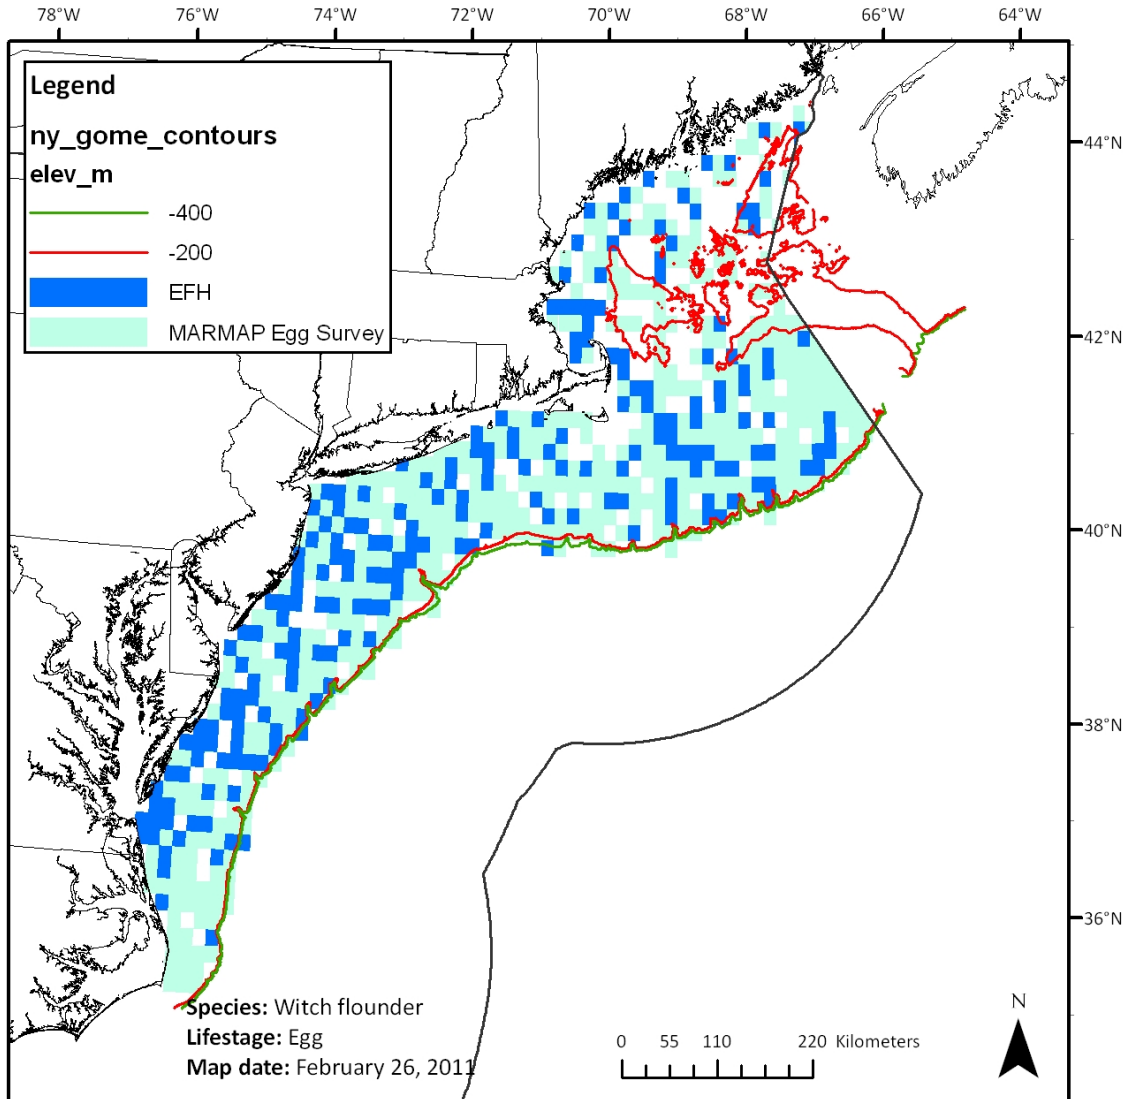 78°W 76°W 74°W 72°W 70°W 68°W 66°W 64°W
Legend
ny_gome_contours
elev_m
-400
-200
EFH
MARMAP Egg Survey
44°N
42°N
40°N
38°N
36°N
Species: Witch flounder
Lifestage: Egg
Map date: February 26, 2011
0 55 110 220 Kilometers
N